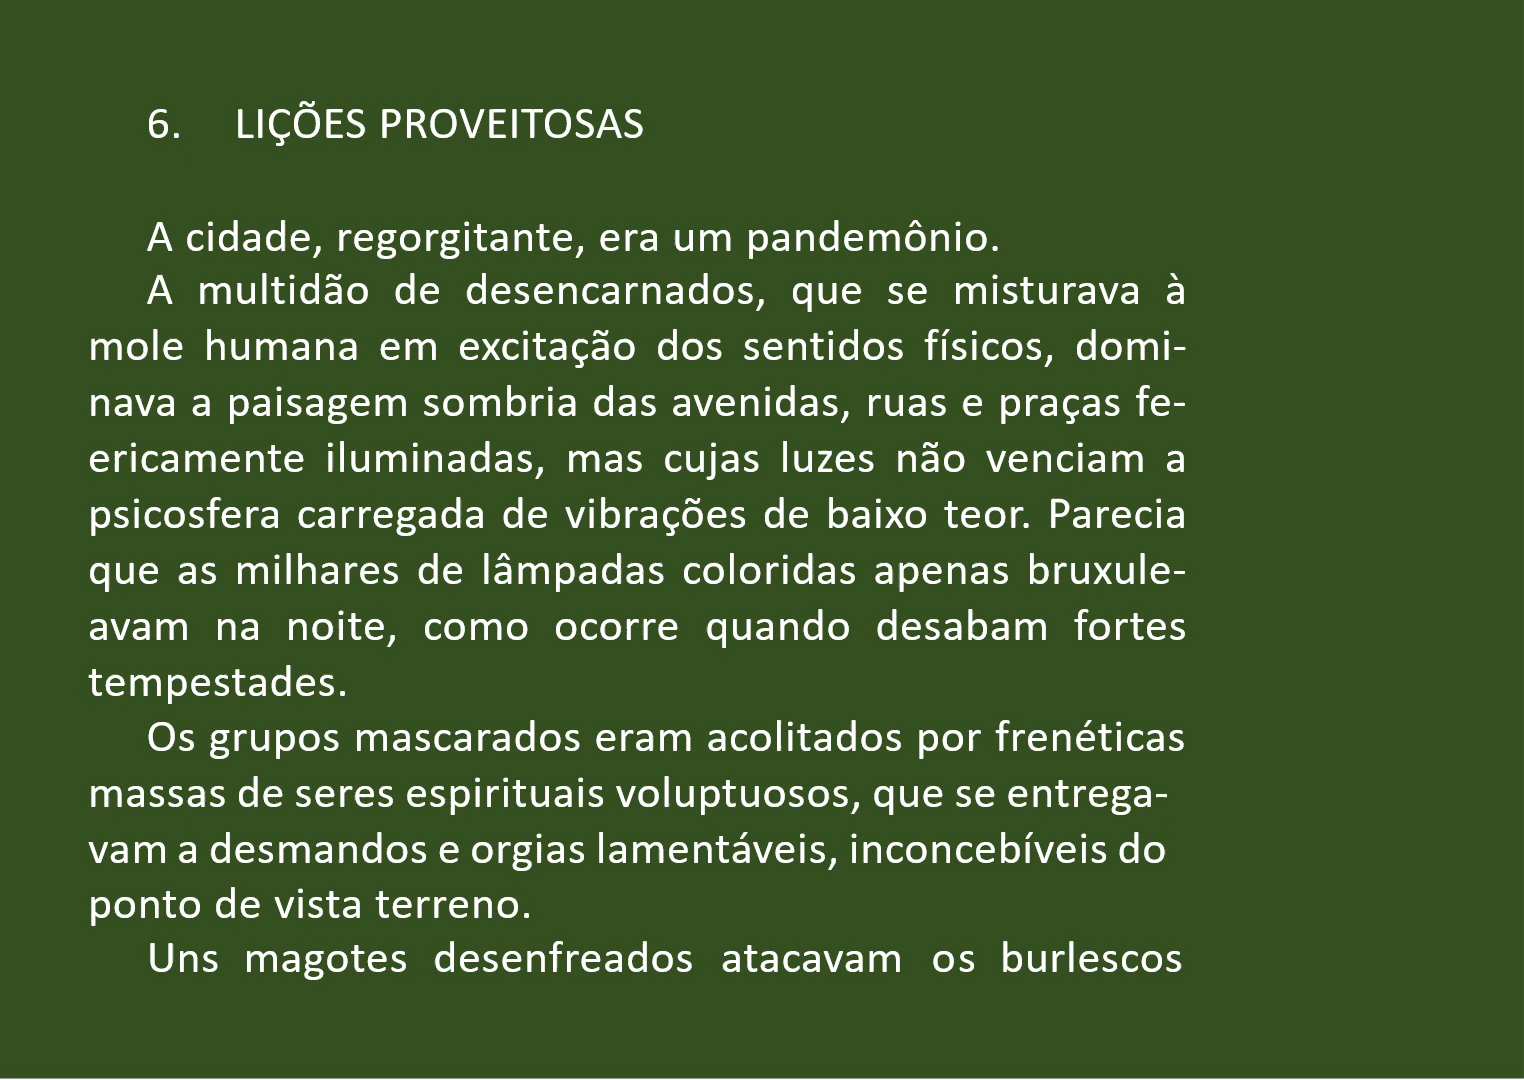 6. LIÇÕES PROVEITOSAS
A cidade, regorgitante, era um pandemônio.
A multidão de desencarnados, que se misturava à
mole humana em excitação dos sentidos físicos, domi-
nava a paisagem sombria das avenidas, ruas e praças fe-
ericamente iluminadas, mas cujas luzes não venciam a
psicosfera carregada de vibrações de baixo teor. Parecia
que as milhares de lâmpadas coloridas apenas bruxule-
avam na noite, como ocorre quando desabam fortes
tempestades.
Os grupos mascarados eram acolitados por frenéticas
massas de seres espirituais voluptuosos, que se entrega-
vam a desmandos e orgias lamentáveis, inconcebíveis do
ponto de vista terreno.
Uns magotes desenfreados atacavam os burlescos